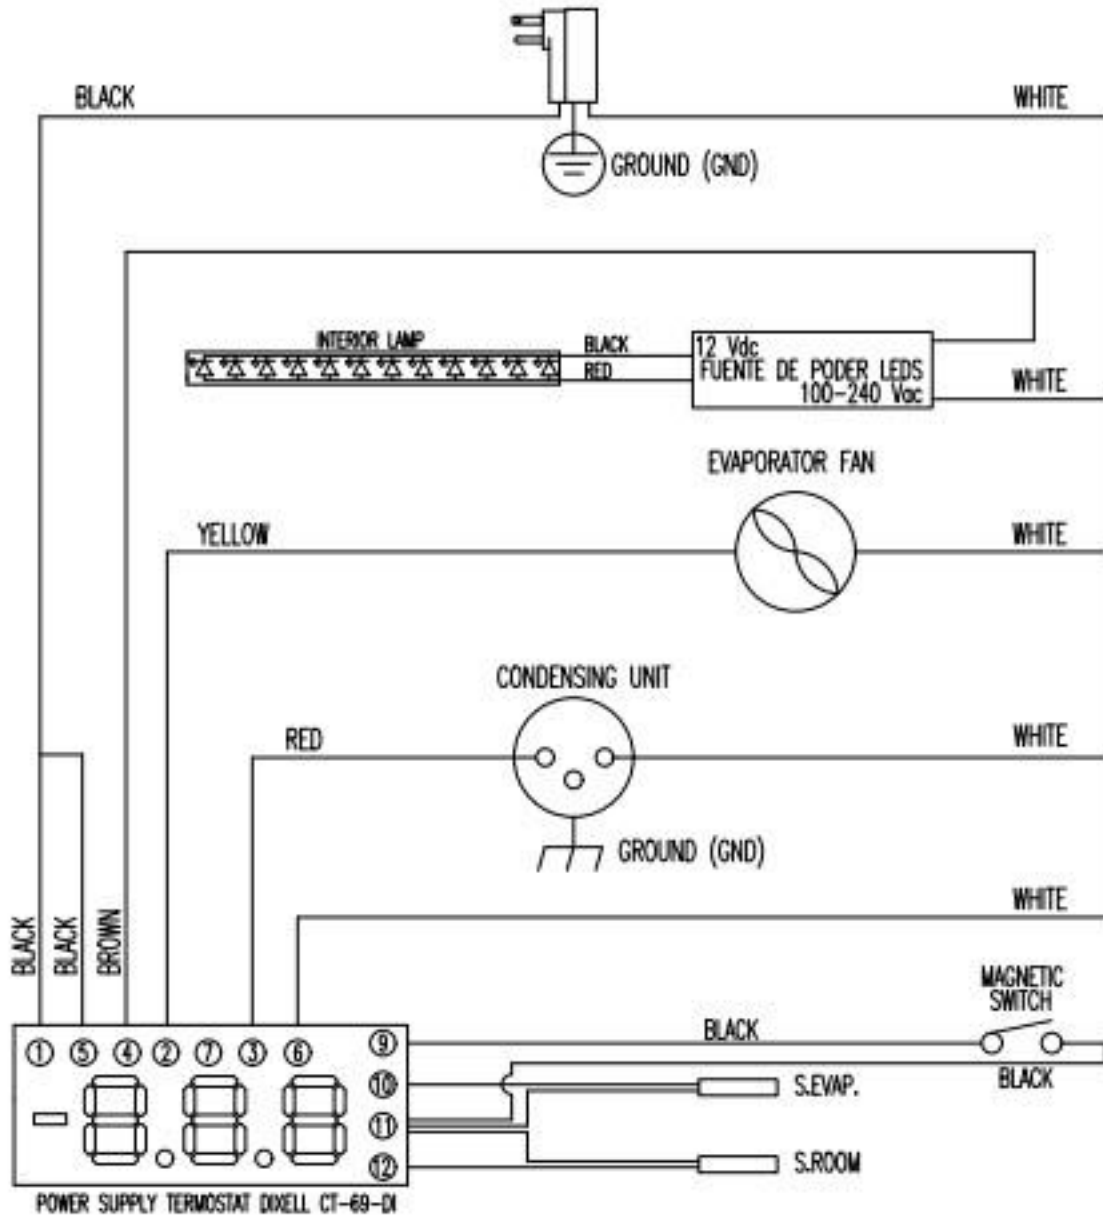 BLACK
WHITE
GROUND (GND)
INTERIOR LAMP
BLACK
RED
12 Vdc
FUENTE DE PODER LEDS
100-240 Vac
WHITE
EVAPORATOR FAN
YELLOW
WHITE
CONDENSING UNIT
RED
WHITE
GROUND (GND)
WHITE
BLACK
BLACK
BROWN
MAGNETIC
SWITCH
BLACK
BLACK
1 5 4 2 7 3 6 9
10
S.EVAP.
11
12
S.ROOM
POWER SUPPLY TERMOSTAT DIXELL CT-69-DI